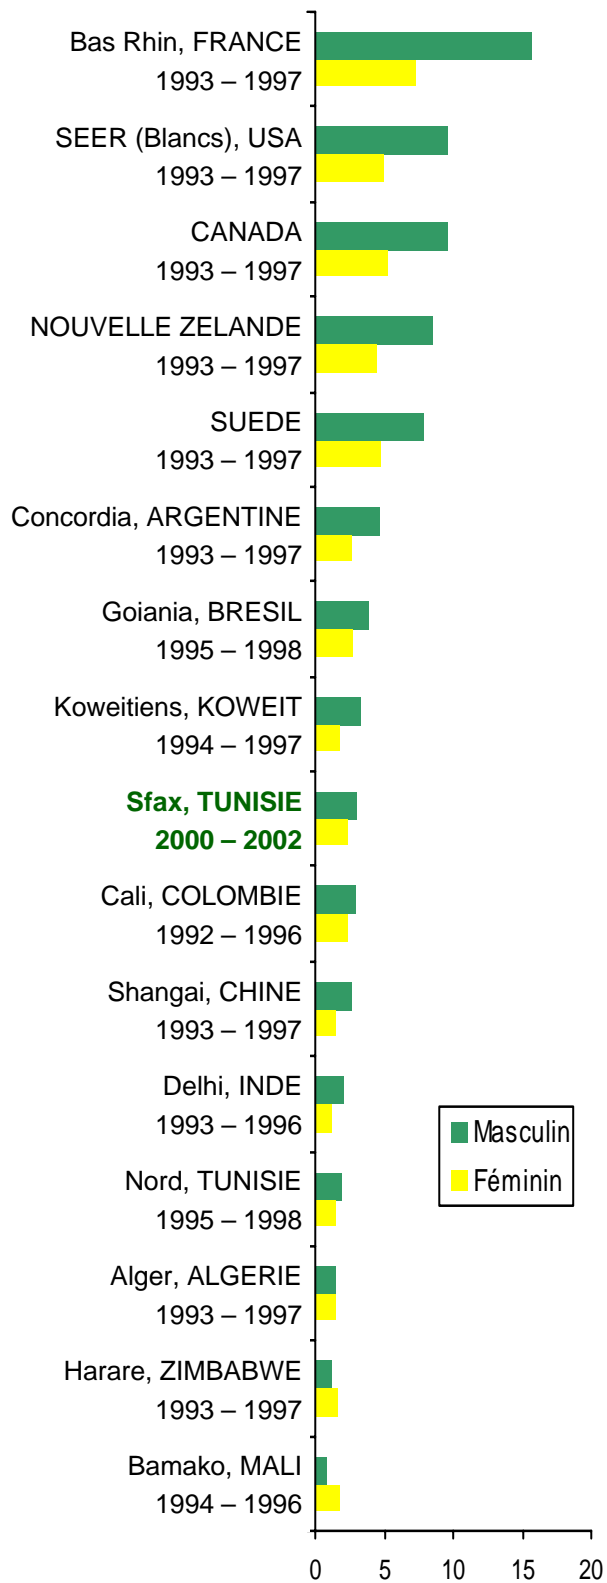 Bas Rhin, FRANCE
1993 – 1997
SEER (Blancs), USA
1993 – 1997
CANADA
1993 – 1997
NOUVELLE ZELANDE
1993 – 1997
SUEDE
1993 – 1997
Concordia, ARGENTINE
1993 – 1997
Goiania, BRESIL
1995 – 1998
Koweitiens, KOWEIT
1994 – 1997
Sfax, TUNISIE
2000 – 2002
Cali, COLOMBIE
1992 – 1996
Shangai, CHINE
1993 – 1997
Delhi, INDE
1993 – 1996
Masculin
Féminin
Nord, TUNISIE
1995 – 1998
Alger, ALGERIE
1993 – 1997
Harare, ZIMBABWE
1993 – 1997
Bamako, MALI
1994 – 1996
0 5 10 15 20